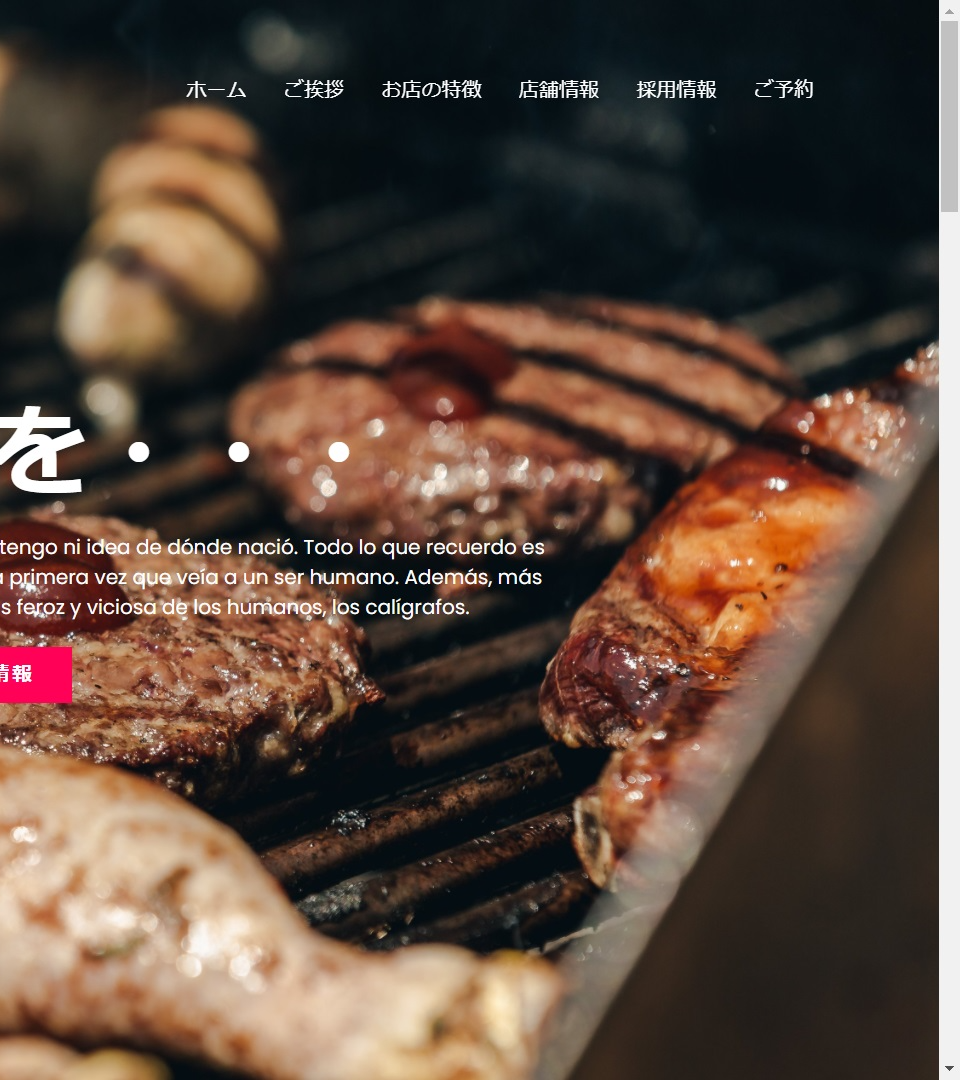 ホーム ご挨拶 お店の特徴 店舗情報 採用情報 ご予約
を・・・
tengo ni idea de dónde nació. Todo lo que recuerdo es
a primera vez que veía a un ser humano. Además, más
s feroz y viciosa de los humanos, los calígrafos.
情報